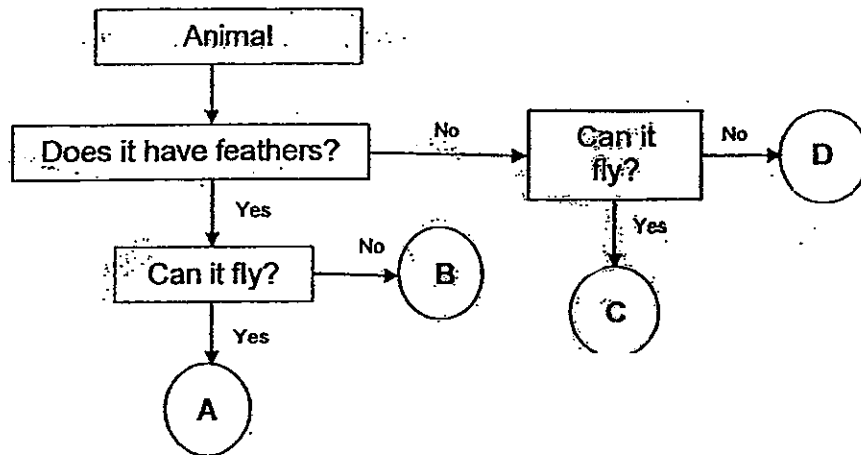 Animal
Does it have feathers?
No
Can it
fly?
No
D
Yes
Yes
C
Can it fly?
No
B
Yes
A